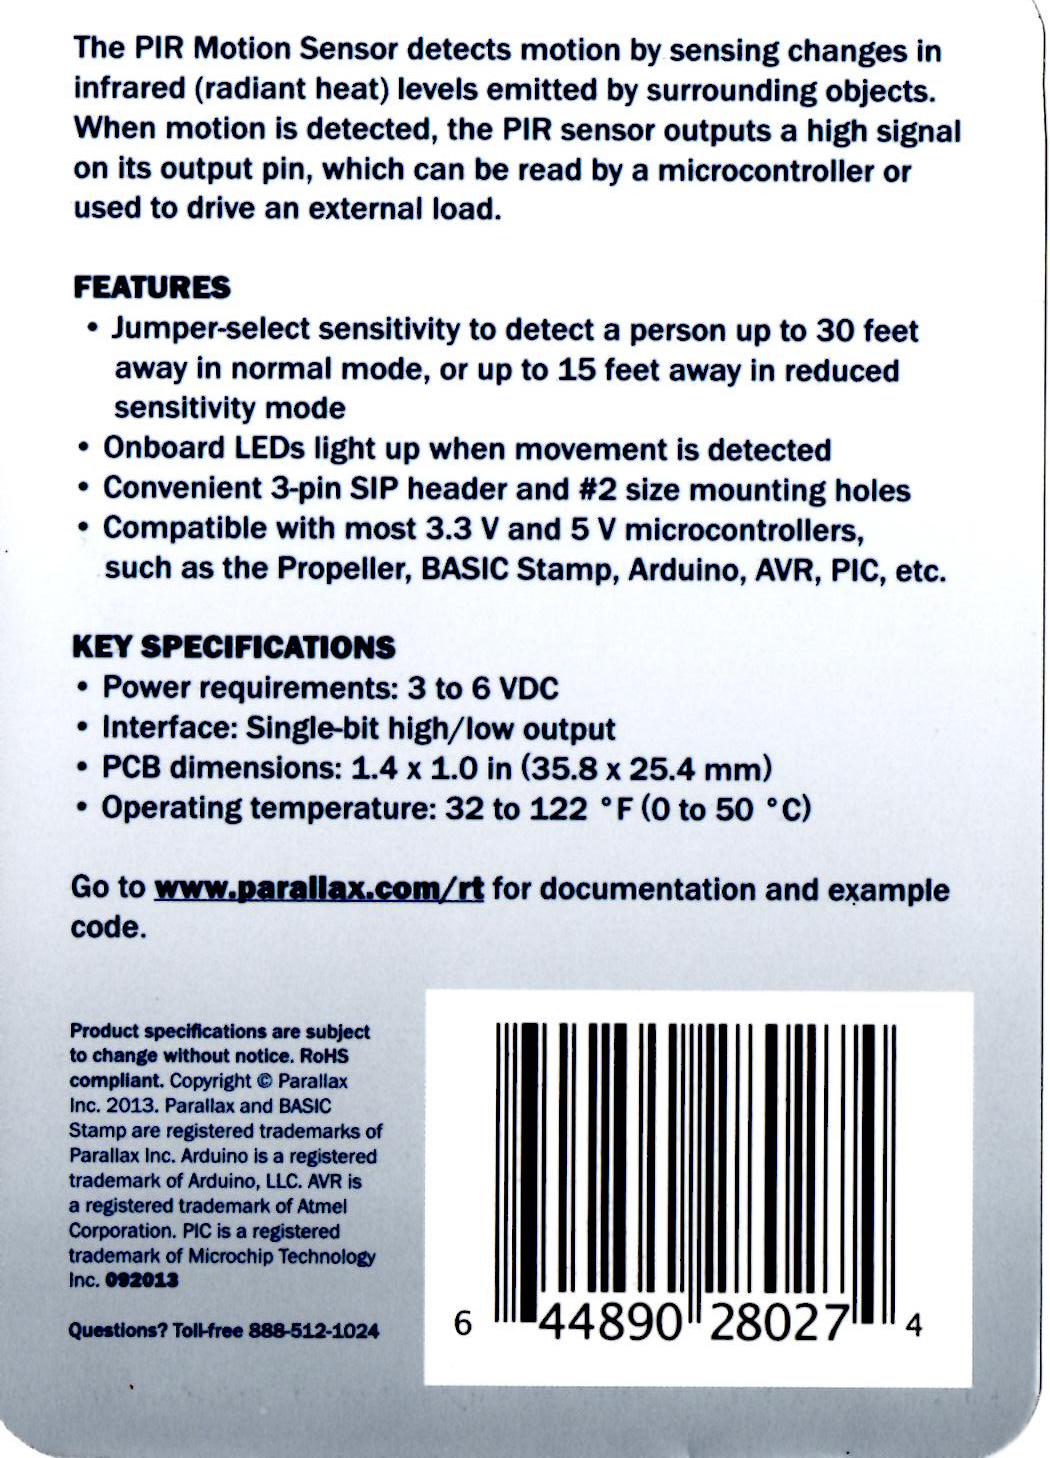 The PIR Motion Sensor detects motion by sensing changes in
infrared (radiant heat) levels emitted by surrounding objects.
When motion is detected, the PIR sensor outputs a high signal
on its output pin, which can be read by a microcontroller or
used to drive an external load.
FEATURES
• Jumper-select sensitivity to detect a person up to 30 feet
away in normal mode, or up to 15 feet away in reduced
sensitivity mode
• Onboard LEDs light up when movement is detected
• Convenient 3-pin SIP header and #2 size mounting holes
• Compatible with most 3.3 V and 5 V microcontrollers,
such as the Propeller, BASIC Stamp, Arduino, AVR, PIC, etc.
KEY SPECIFICATIONS
• Power requirements: 3 to 6 VDC
• Interface: Single-bit high/low output
• PCB dimensions: 1.4 x 1.0 in (35.8 x 25.4 mm)
• Operating temperature: 32 to 122 °F (0 to 50 °C)
Go to www.parallax.com/rt for documentation and example
code.
Product specifications are subject
to change without notice. RoHS
compliant. Copyright © Parallax
Inc. 2013. Parallax and BASIC
Stamp are registered trademarks of
Parallax Inc. Arduino is a registered
trademark of Arduino, LLC. AVR is
a registered trademark of Atmel
Corporation. PIC is a registered
trademark of Microchip Technology
Inc. 092013
Questions? Toll-free 888-512-1024
6 44890 28027 4